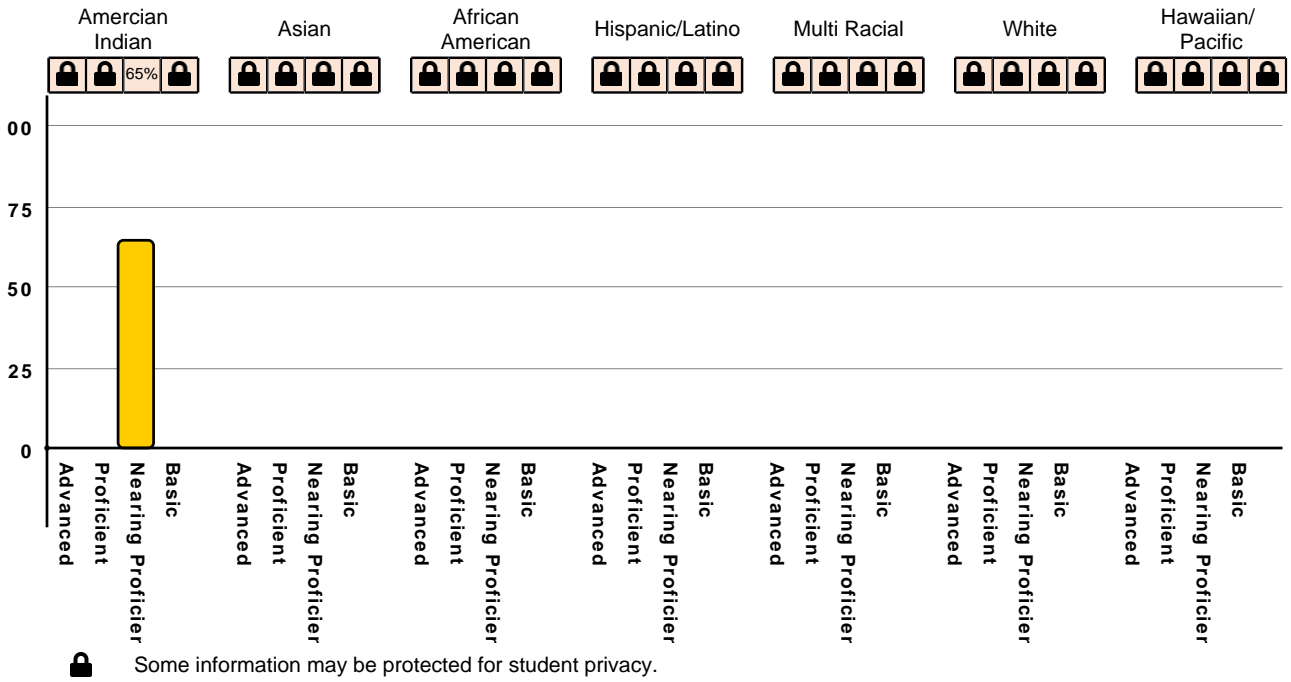 Amercian
Indian
Asian
African
American
Hispanic/Latino
Multi Racial
White
Hawaiian/
Pacific
65%
00
75
50
25
0
Advanced
Proficient
Nearing Proficier
Basic
Advanced
Proficient
Nearing Proficier
Basic
Advanced
Proficient
Nearing Proficier
Basic
Advanced
Proficient
Nearing Proficier
Basic
Advanced
Proficient
Nearing Proficier
Basic
Advanced
Proficient
Nearing Proficier
Basic
Advanced
Proficient
Nearing Proficier
Basic
Some information may be protected for student privacy.